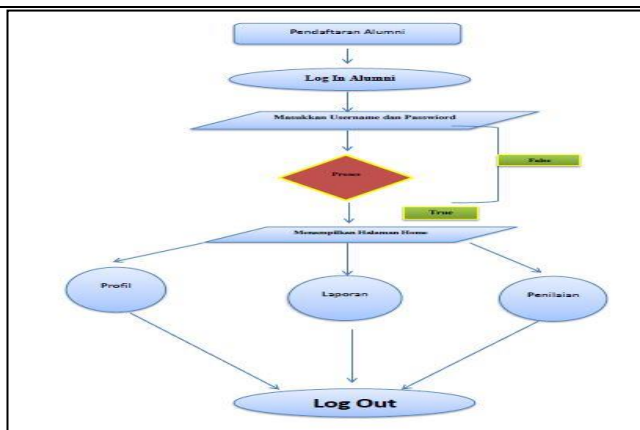 Pendaftaran Alumni
Log In Alumni
Masukkan Username dan Passwiord
Proses
False
True
Menampilkan Halaman Home
Profil
Laporan
Penilaian
Log Out